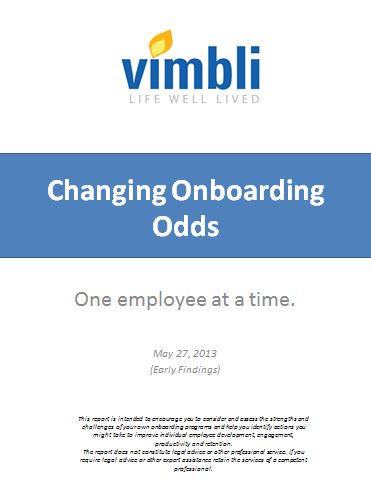 vimbli
LIFE WELL LIVED
Changing Onboarding
Odds
One employee at a time.
May 27, 2013
(Early Findings)
This report is intended to encourage you to consider and assess the strengths and
challenges of your own onboarding programs and help you identify actions you
might take to improve individual employee development, engagement,
productivity and retention.
The report does not constitute legal advice or other professional service. If you
require legal advice or other expert assistance retain the services of a competent
professional.